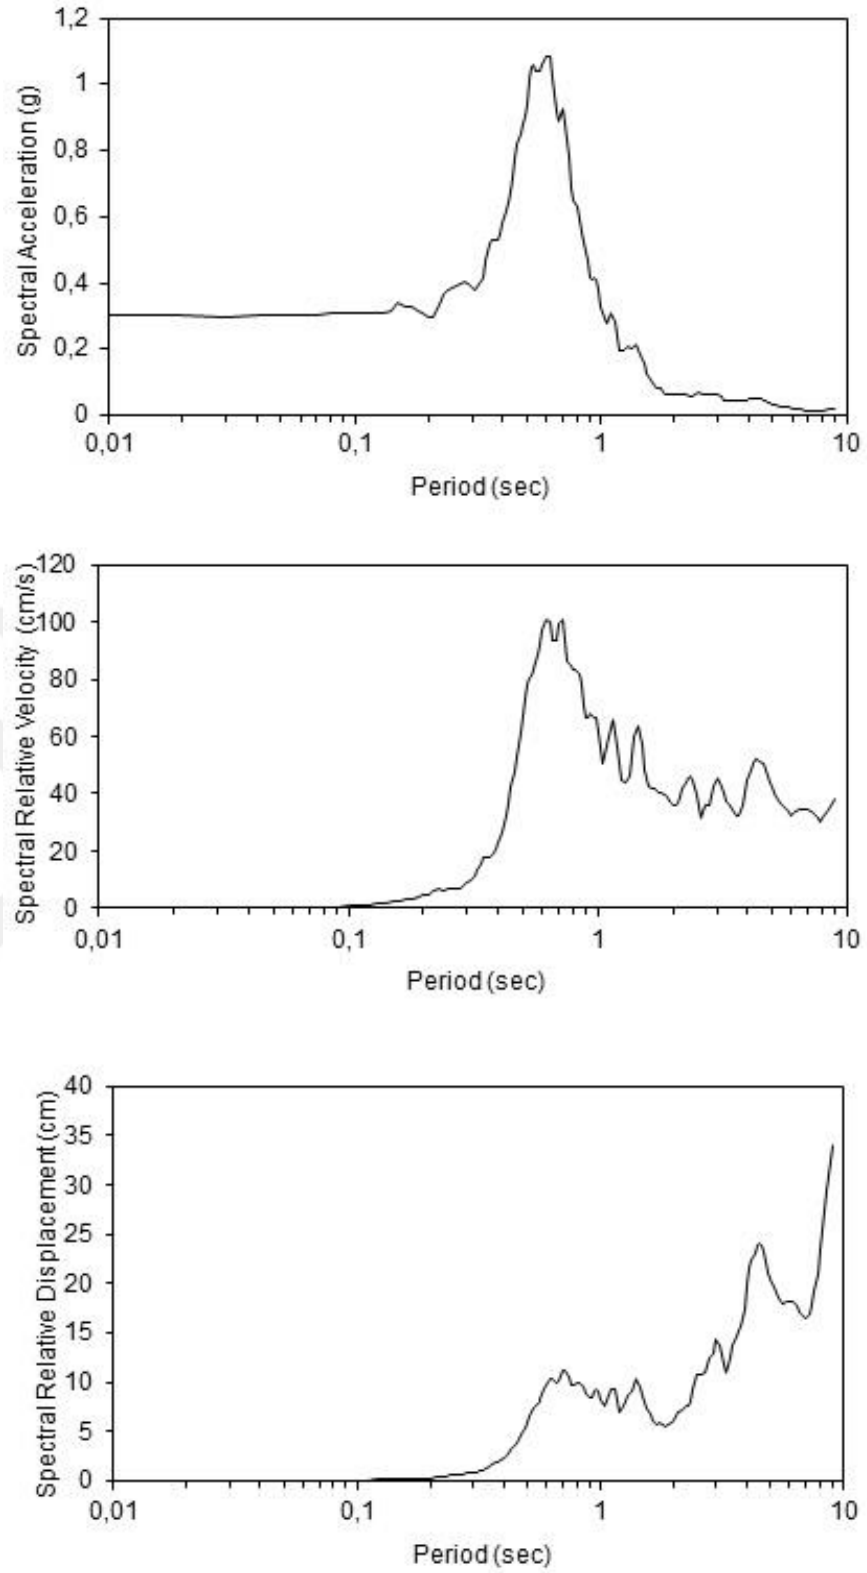 Spectral Acceleration (g)
1,2
1
0,8
0,6
0,4
0,2
0
0,01 0,1 1 10
Period (sec)
Spectral Relative Velocity (cm/s)
120
100
80
60
40
20
0
0,01 0,1 1 10
Period (sec)
Spectral Relative Displacement (cm)
40
35
30
25
20
15
10
5
0
0,01 0,1 1 10
Period (sec)